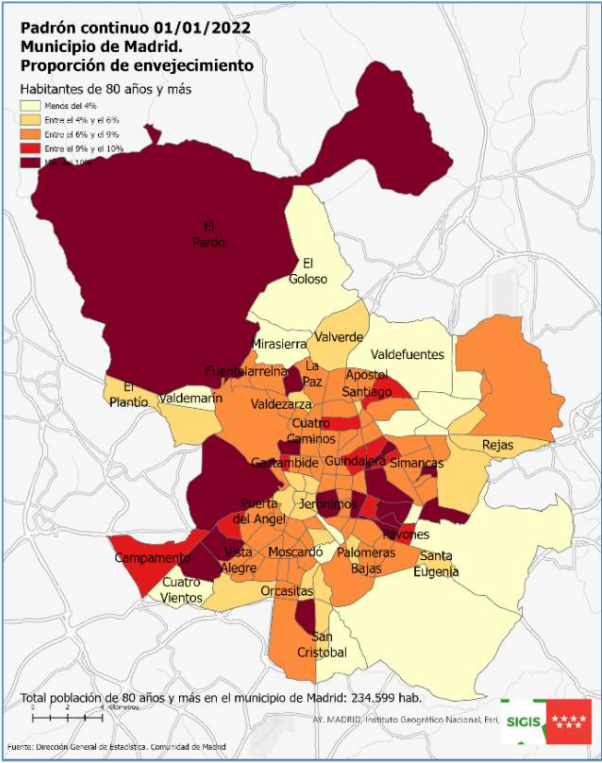 Padrón continuo 01/01/2022
Municipio de Madrid.
Proporción de envejecimiento
Habitantes de 80 años y más
Menos del 4%
Entre el 4% y el 6%
Entre el 6% y el 9%
Entre el 9% y el 10%
El
Pardo
El
Goloso
Mirasierra
Valverde
Valdefuentes
Fuentelarreina
La
Paz
Apostol
Santiago
El
Plantío
Valdemarín
Valdezarza
Cuatro
Caminos
Rejas
Gaztambide
Guindalera
Simancas
Puerta
del Angel
Jerónimos
Pavones
Campamento
Vista
Alegre
Moscardó
Palomeras
Bajas
Santa
Eugenia
Cuatro
Vientos
Orcasitas
San
Cristobal
Total población de 80 años y más en el municipio de Madrid: 234.599 hab.
0
2
4
AY. MADRID, Instituto Geográfico Nacional, Esri,
SIGIS
Fuente: Dirección General de Estadística. Comunidad de Madrid